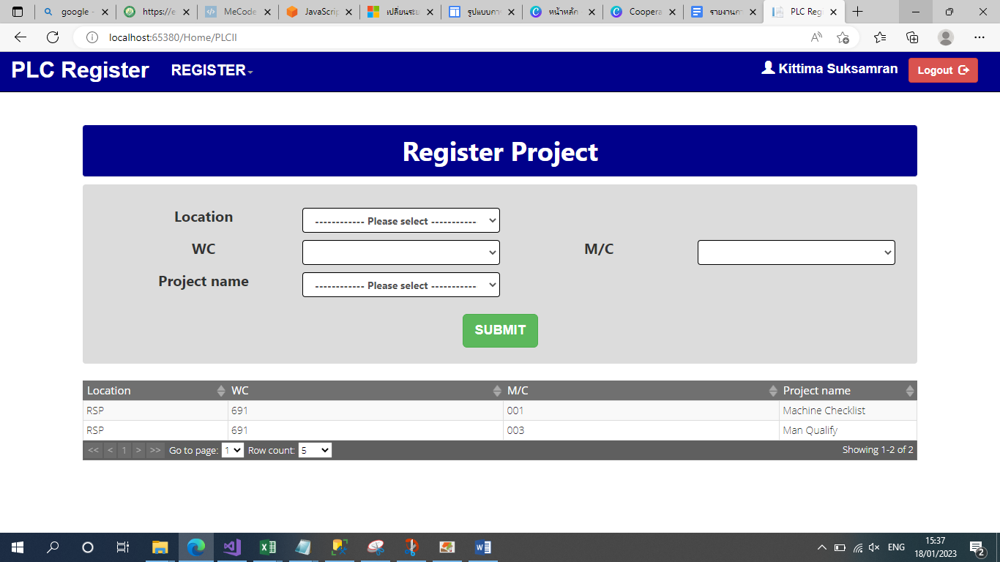 google -
https://e
MeCode
JavaScrip
เปลี่ยนระบ
รูปแบบกา
หน้าหลัก
Coopera
รายงานกา
PLC Reg
localhost:65380/Home/PLCII
PLC Register
REGISTER
Kittima Suksamran
Logout
Register Project
Location
------------ Please select -----------
WC
M/C
Project name
------------ Please select -----------
SUBMIT
Location WC M/C Project name
RSP 691 001 Machine Checklist
RSP 691 003 Man Qualify
<< < 1 > >> Go to page: 1 Row count: 5 Showing 1-2 of 2
ENG
15:37
18/01/2023
2